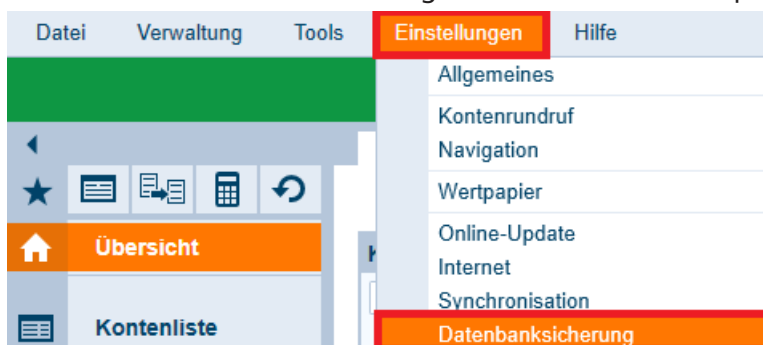 Datei Verwaltung Tools Einstellungen Hilfe
Allgemeines
Kontenrundruf
Navigation
Wertpapier
Übersicht
Online-Update
Internet
Synchronisation
Kontenliste
Datenbanksicherung